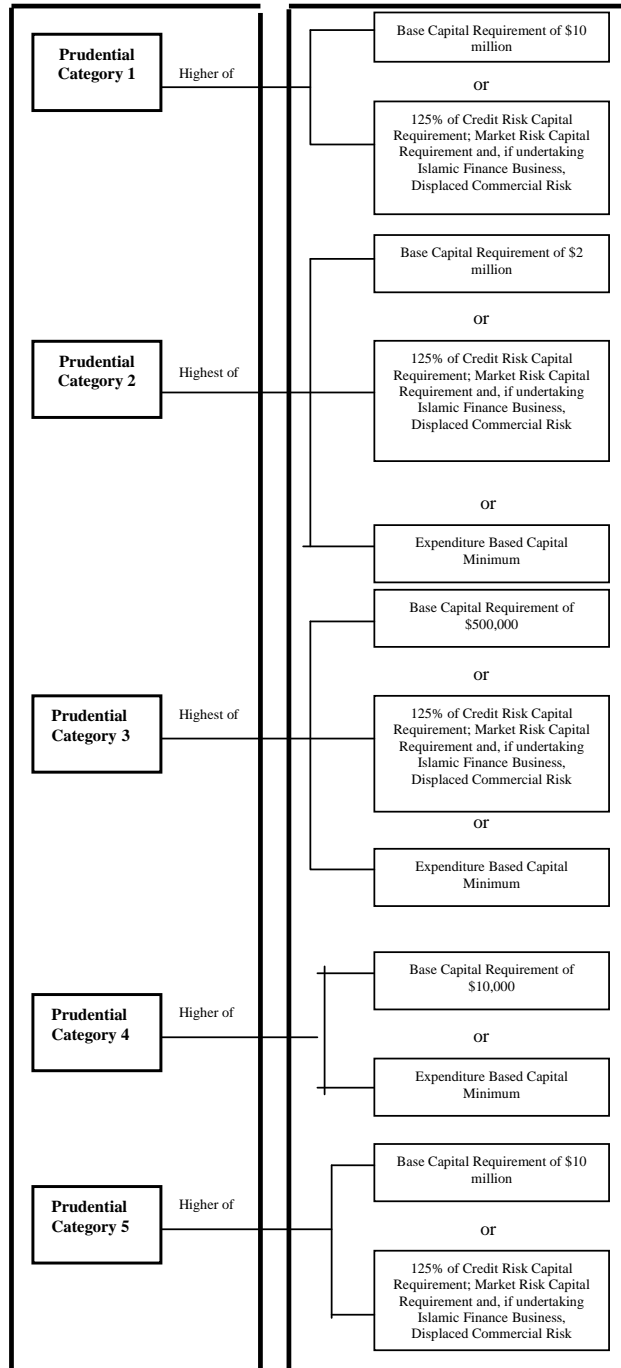 Prudential
Category 1
Higher of
Base Capital Requirement of $10
million
or
125% of Credit Risk Capital
Requirement; Market Risk Capital
Requirement and, if undertaking
Islamic Finance Business,
Displaced Commercial Risk
Prudential
Category 2
Highest of
Base Capital Requirement of $2
million
or
125% of Credit Risk Capital
Requirement; Market Risk Capital
Requirement and, if undertaking
Islamic Finance Business,
Displaced Commercial Risk
or
Expenditure Based Capital
Minimum
Prudential
Category 3
Highest of
Base Capital Requirement of
$500,000
or
125% of Credit Risk Capital
Requirement; Market Risk Capital
Requirement and, if undertaking
Islamic Finance Business,
Displaced Commercial Risk
or
Expenditure Based Capital
Minimum
Prudential
Category 4
Higher of
Base Capital Requirement of
$10,000
or
Expenditure Based Capital
Minimum
Prudential
Category 5
Higher of
Base Capital Requirement of $10
million
or
125% of Credit Risk Capital
Requirement; Market Risk Capital
Requirement and, if undertaking
Islamic Finance Business,
Displaced Commercial Risk